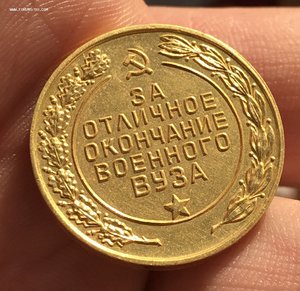 ЗА
ОТЛИЧНОЕ
ОКОНЧАНИЕ
ВОЕННОГО
ВУЗА